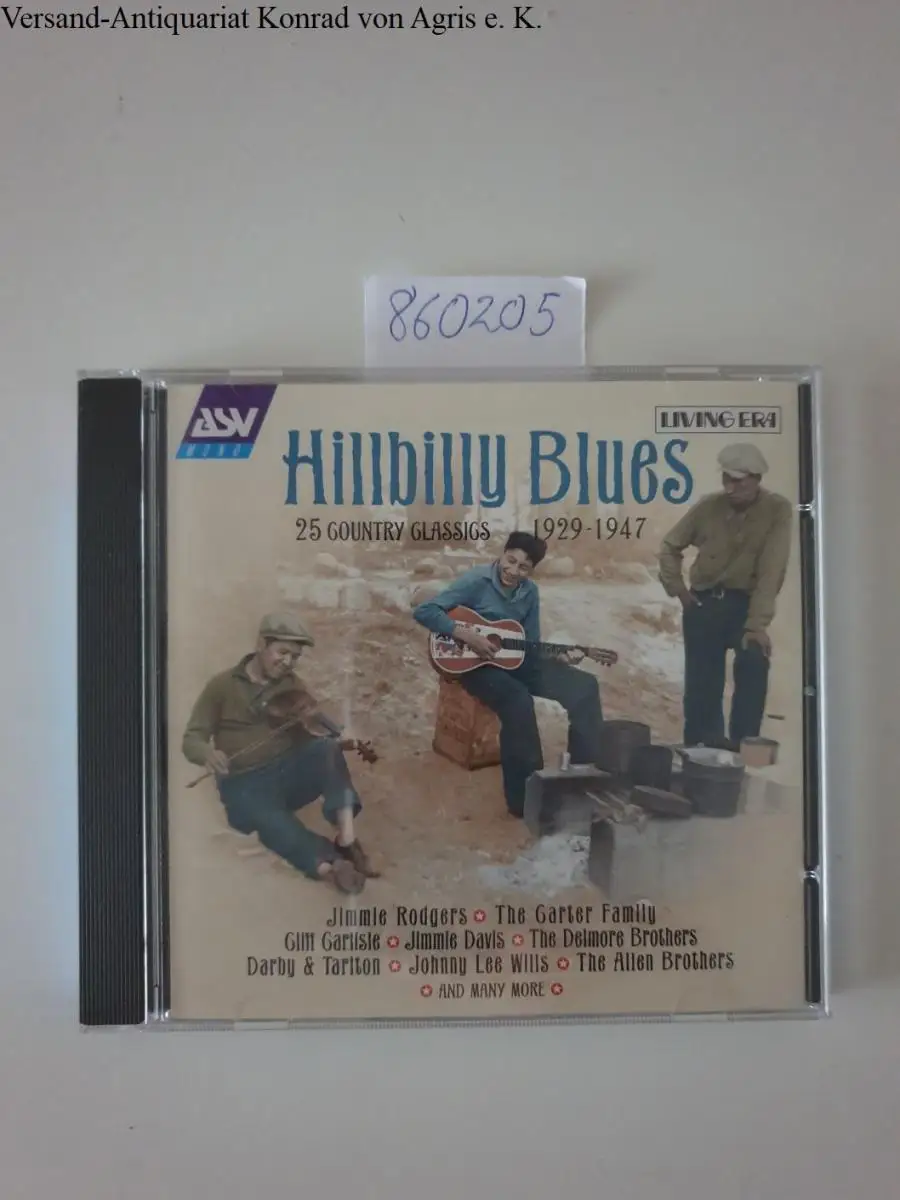 Versand-Antiquariat Konrad von Agris e. K.
860205
ASV
MONO
LIVING ERA
Hillbilly Blues
25 COUNTRY CLASSICS 1929-1947
Jimmie Rodgers ★ The Carter Family
Cliff Carlisle ★ Jimmie Davis ★ The Delmore Brothers
Darby & Tarlton ★ Johnny Lee Wills ★ The Allen Brothers
★ AND MANY MORE ★